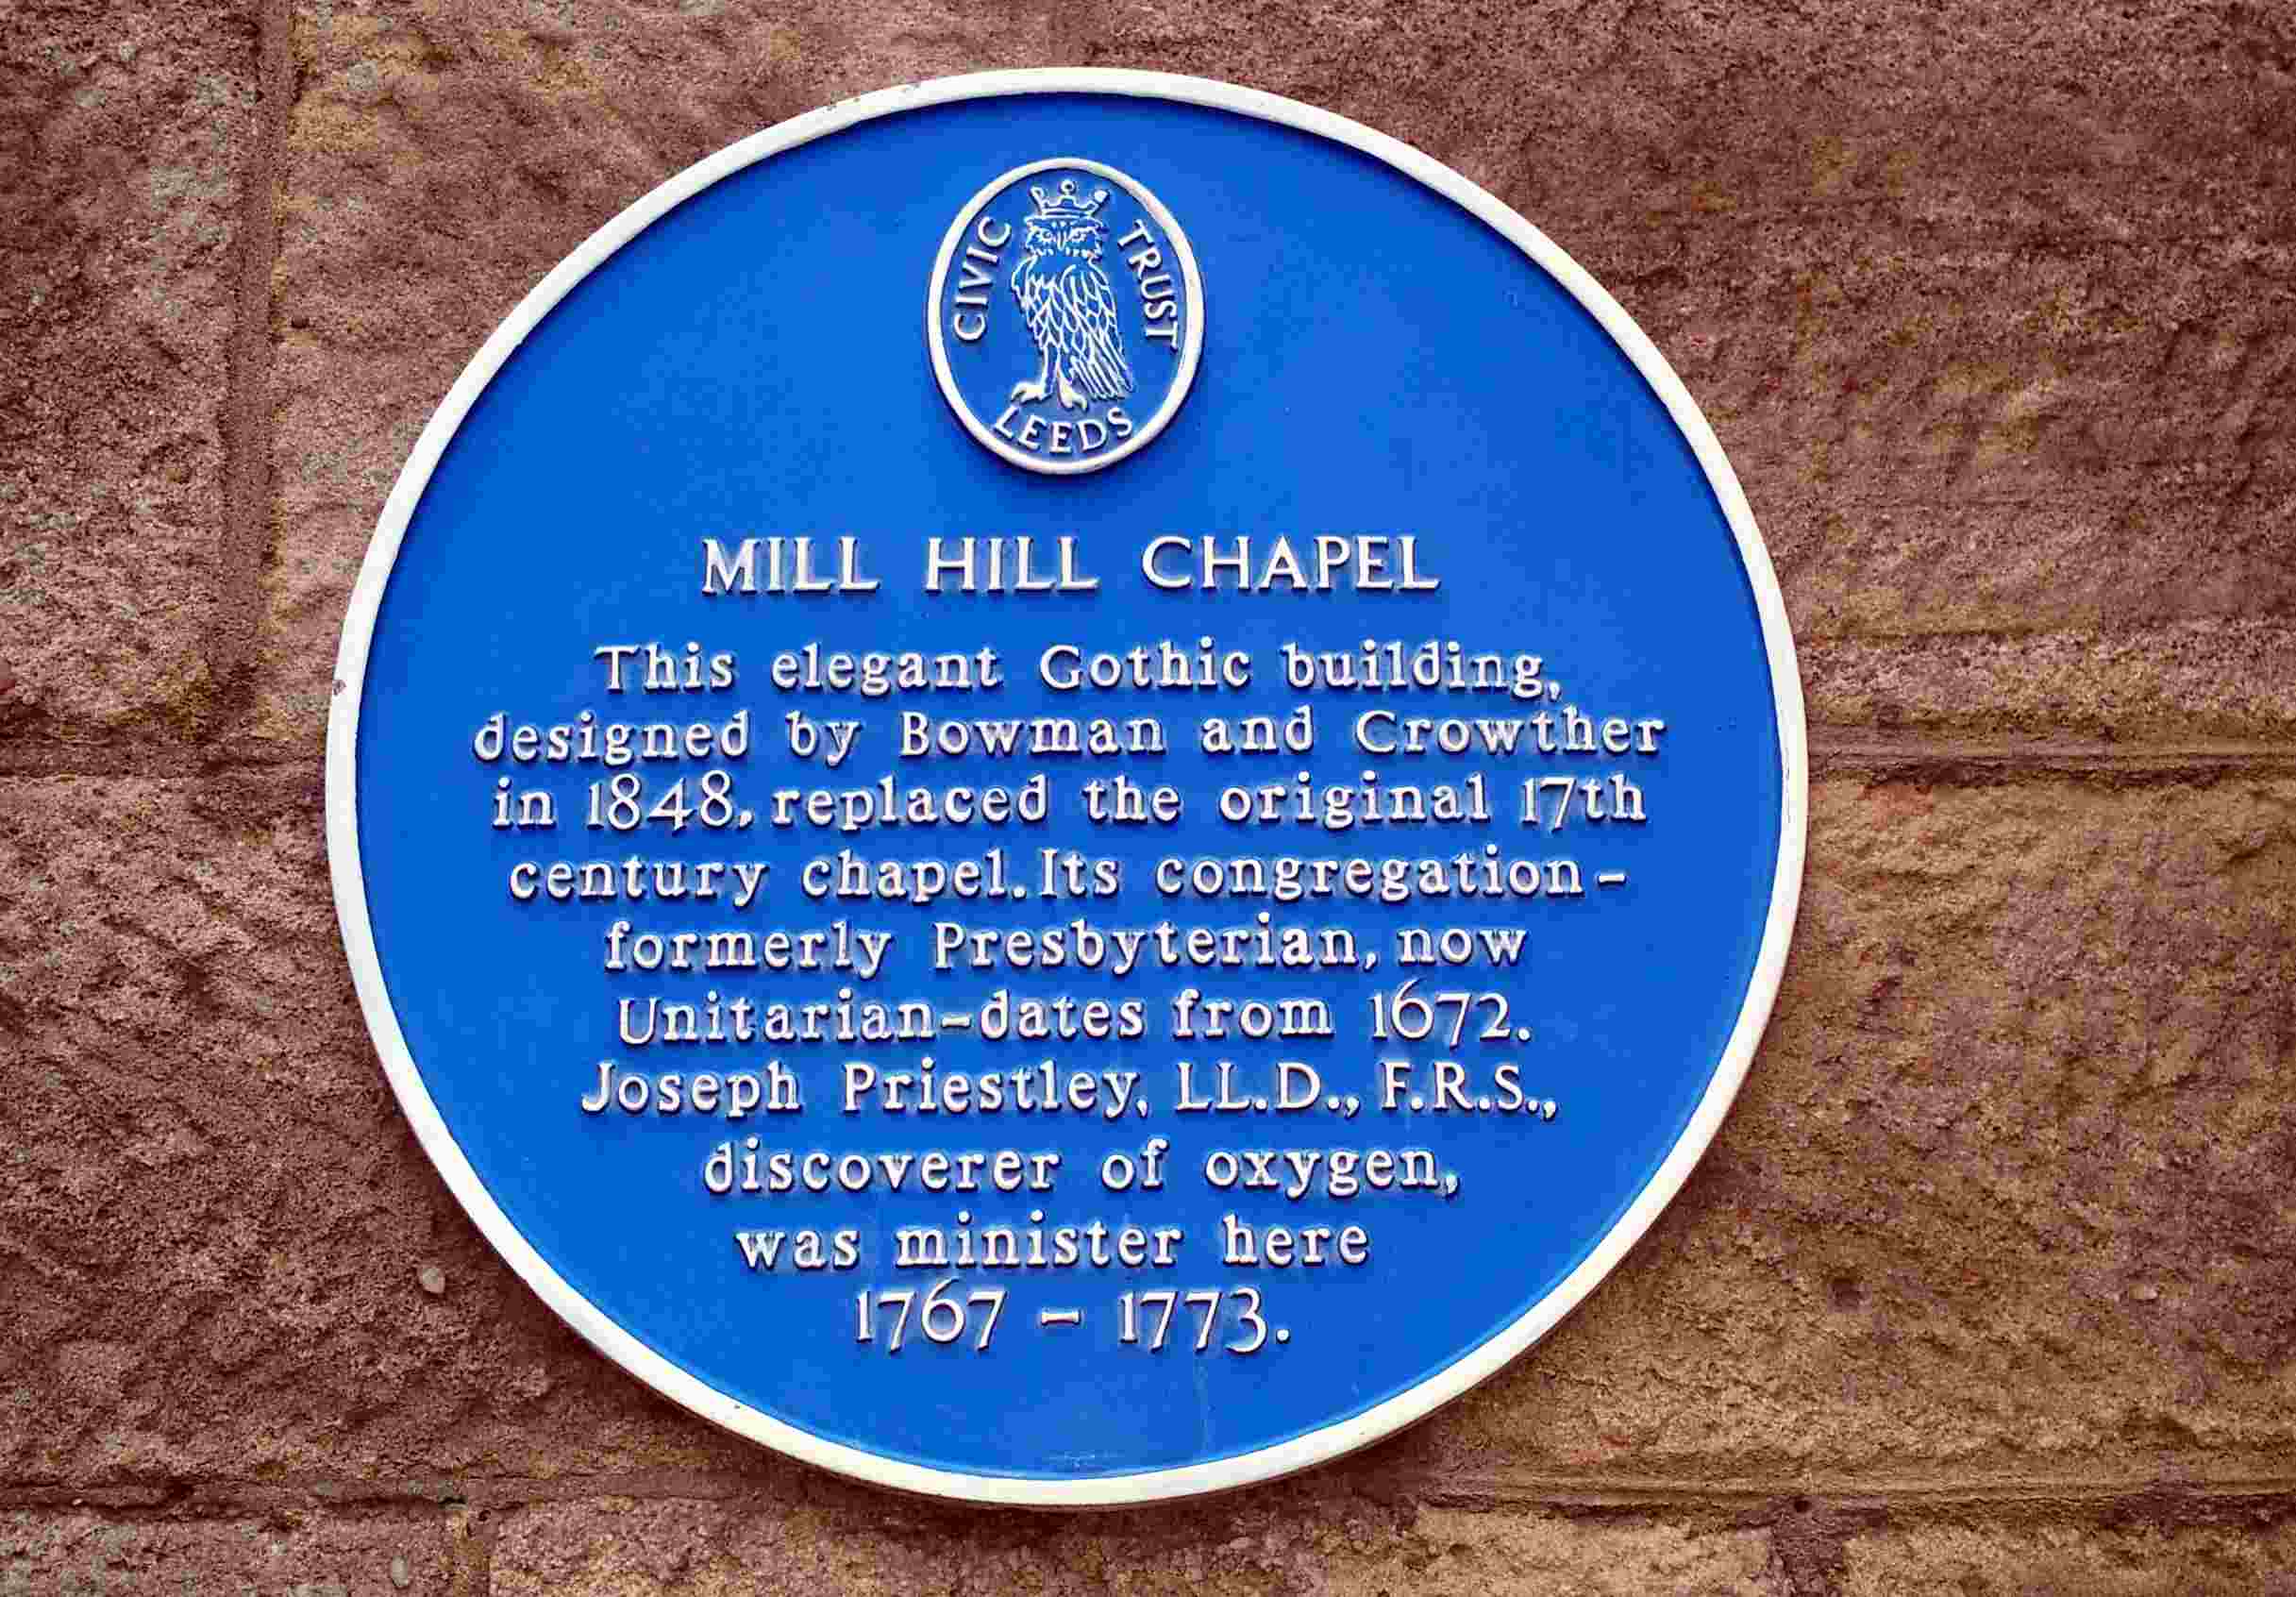 CIVIC TRUST
LEEDS
MILL HILL CHAPEL
This elegant Gothic building,
designed by Bowman and Crowther
in 1848, replaced the original 17th
century chapel. Its congregation -
formerly Presbyterian, now
Unitarian - dates from 1672.
Joseph Priestley, LL.D., F.R.S.,
discoverer of oxygen,
was minister here
1767 - 1773.